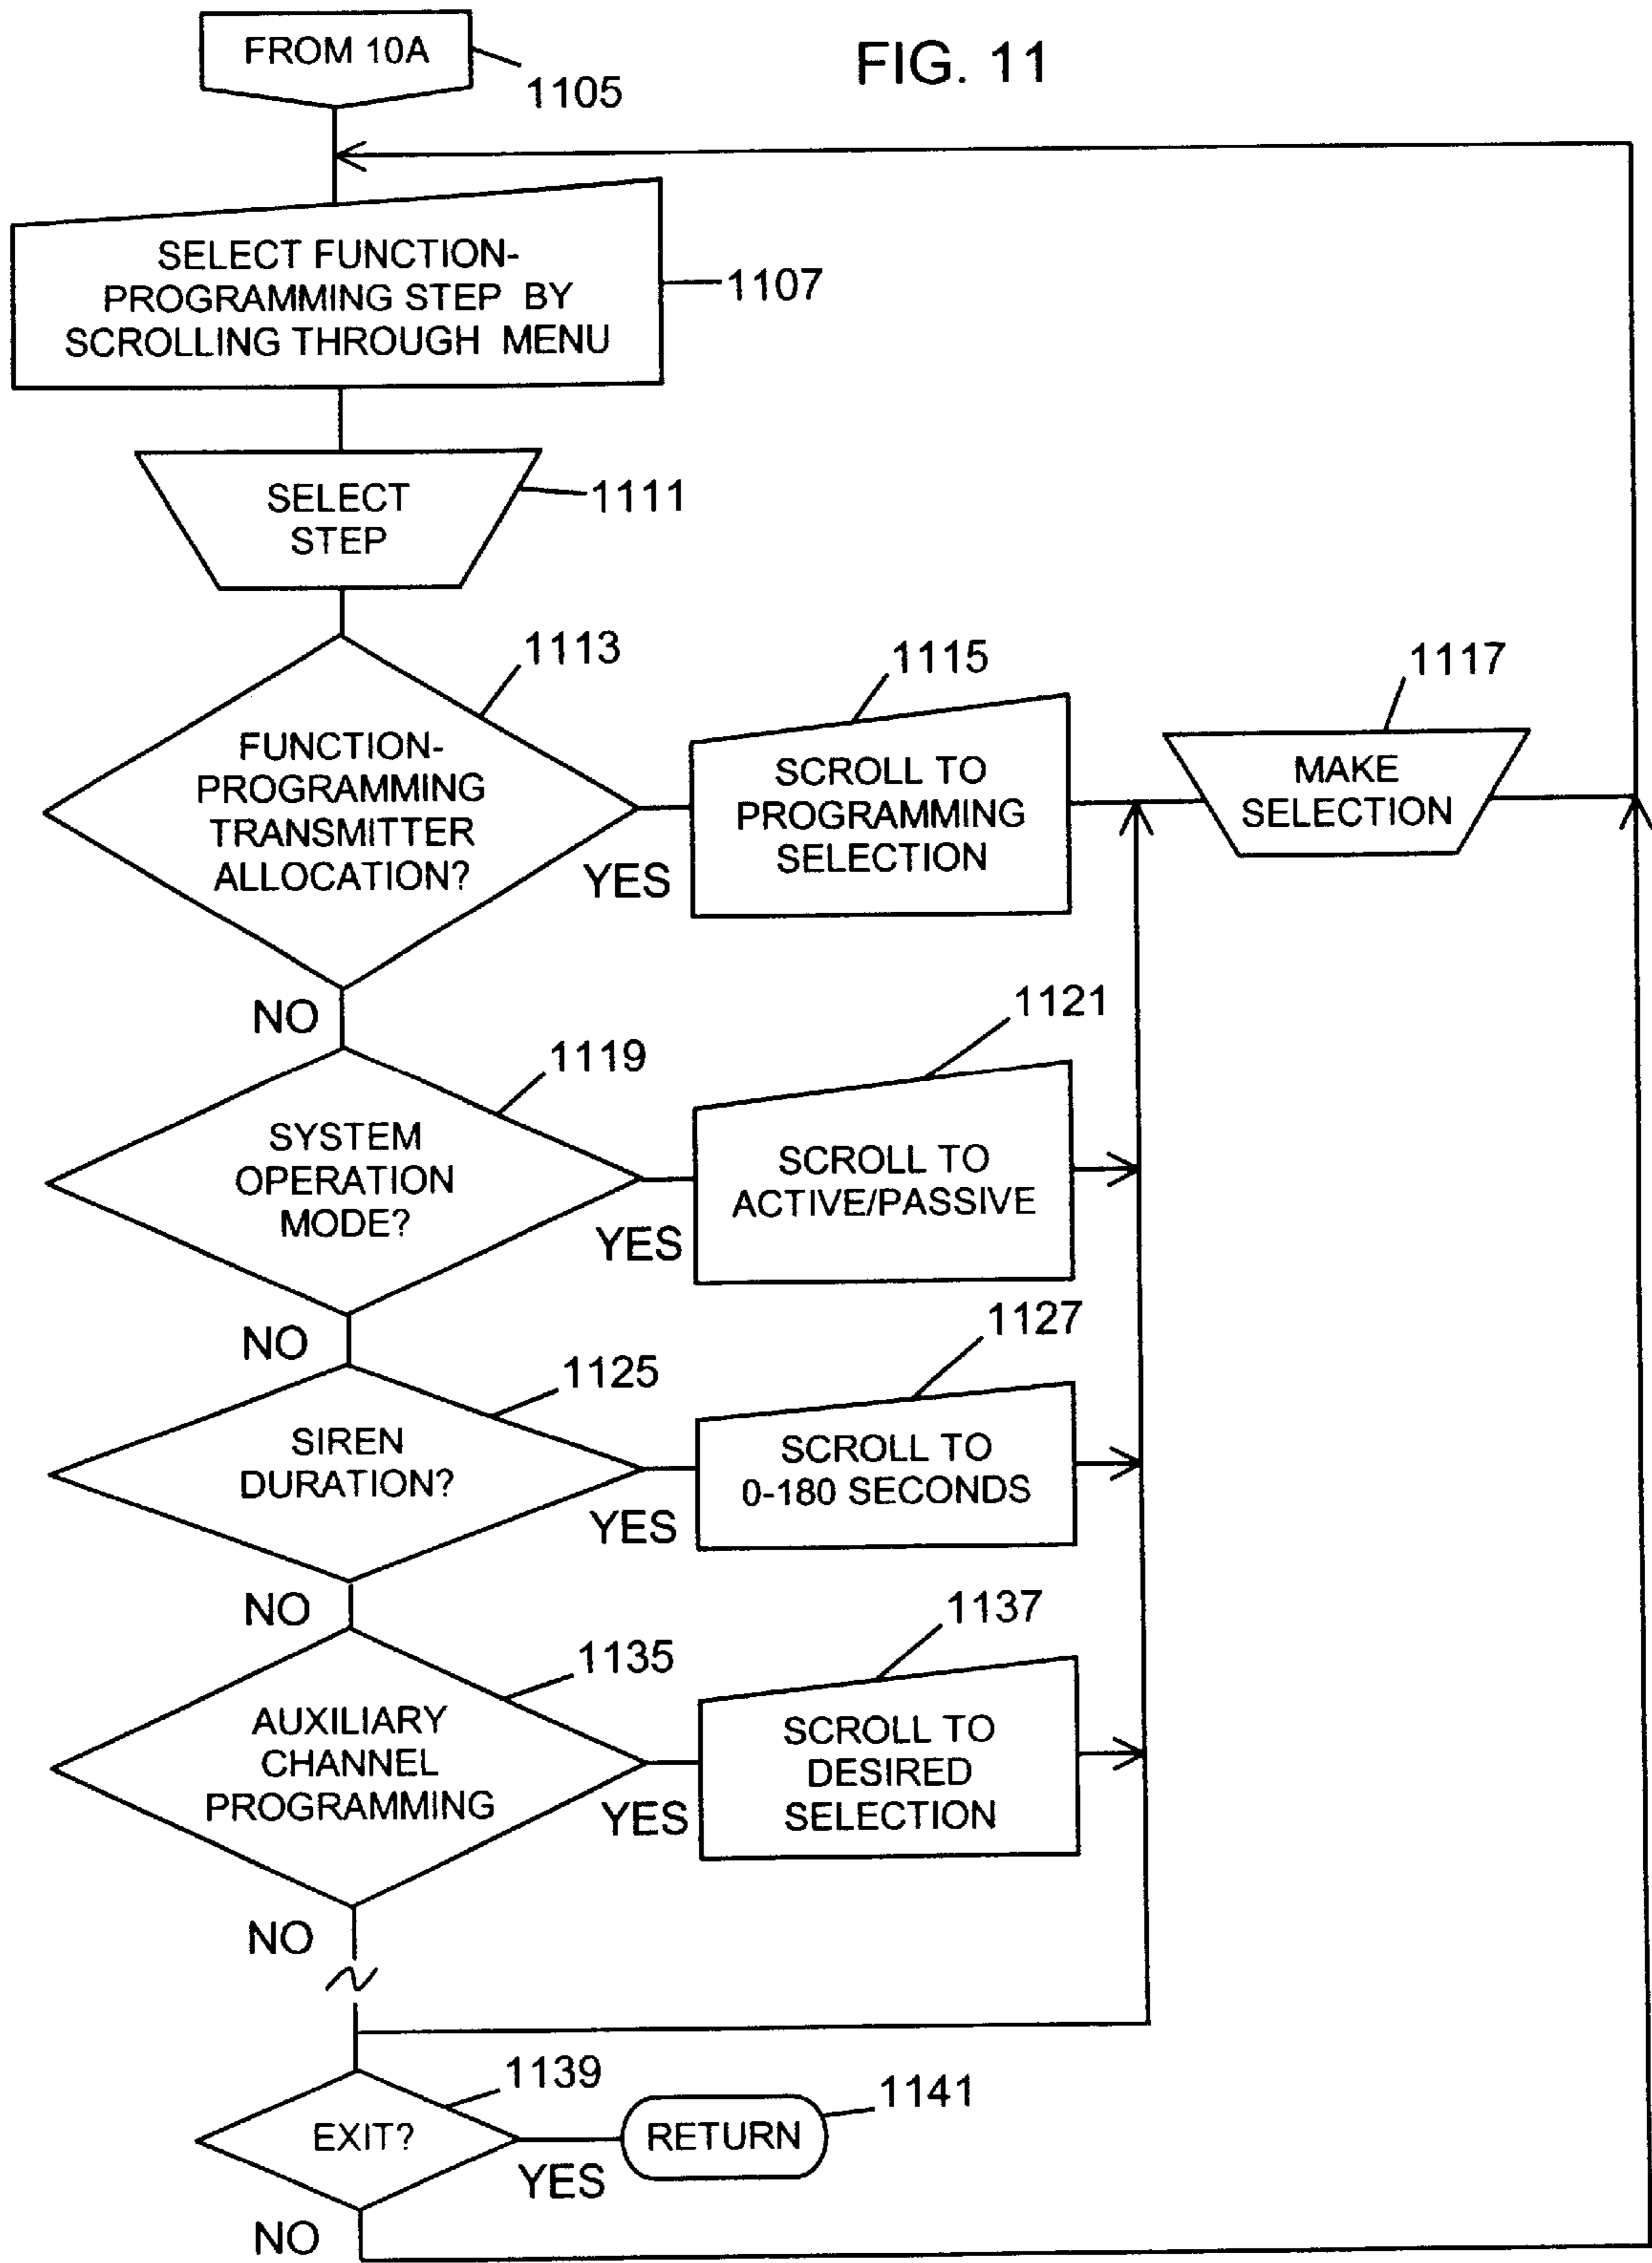 FROM 10A
1105
FIG. 11
SELECT FUNCTION-
PROGRAMMING STEP BY
SCROLLING THROUGH MENU
1107
SELECT
STEP
1111
1113
FUNCTION-
PROGRAMMING
TRANSMITTER
ALLOCATION?
YES
1115
SCROLL TO
PROGRAMMING
SELECTION
1117
MAKE
SELECTION
NO
1119
SYSTEM
OPERATION
MODE?
YES
1121
SCROLL TO
ACTIVE/PASSIVE
NO
1125
SIREN
DURATION?
YES
1127
SCROLL TO
0-180 SECONDS
NO
1135
AUXILIARY
CHANNEL
PROGRAMMING
YES
1137
SCROLL TO
DESIRED
SELECTION
NO
1139
EXIT?
YES
1141
RETURN
NO